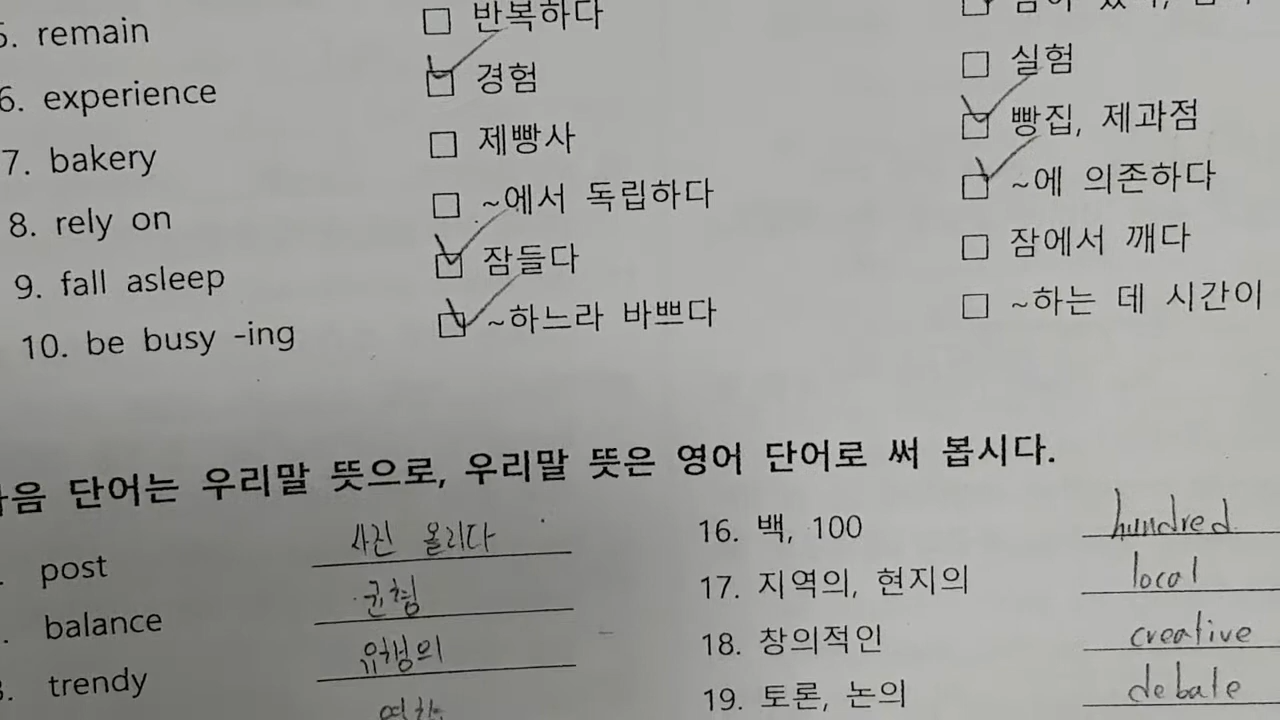 5. remain □ 반복하다
6. experience ☑ 경험 □ 실험
7. bakery □ 제빵사 ☑ 빵집, 제과점
8. rely on □ ~에서 독립하다 ☑ ~에 의존하다
9. fall asleep ☑ 잠들다 □ 잠에서 깨다
10. be busy -ing ☑ ~하느라 바쁘다 □ ~하는 데 시간이
단어는 우리말 뜻으로, 우리말 뜻은 영어 단어로 써 봅시다.
post 사진 올리다 16. 백, 100 hundred
balance 균형 17. 지역의, 현지의 local
trendy 유행의 18. 창의적인 creative
19. 토론, 논의 debate